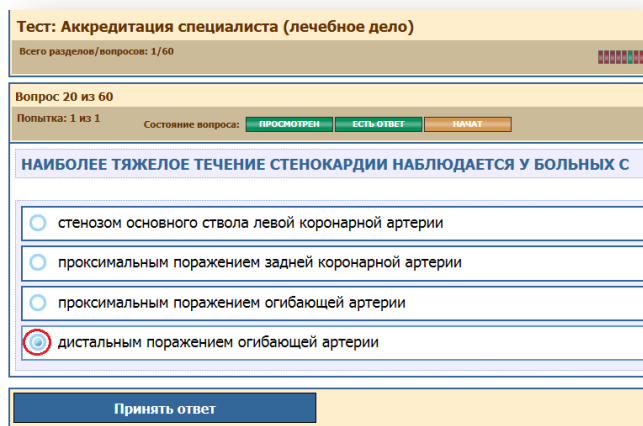 Тест: Аккредитация специалиста (лечебное дело)
Всего разделов/вопросов: 1/60
Вопрос 20 из 60
Попытка: 1 из 1
Состояние вопроса: ПРОСМОТРЕН ЕСТЬ ОТВЕТ НАЧАТ
НАИБОЛЕЕ ТЯЖЕЛОЕ ТЕЧЕНИЕ СТЕНОКАРДИИ НАБЛЮДАЕТСЯ У БОЛЬНЫХ С
стенозом основного ствола левой коронарной артерии
проксимальным поражением задней коронарной артерии
проксимальным поражением огибающей артерии
дистальным поражением огибающей артерии
Принять ответ